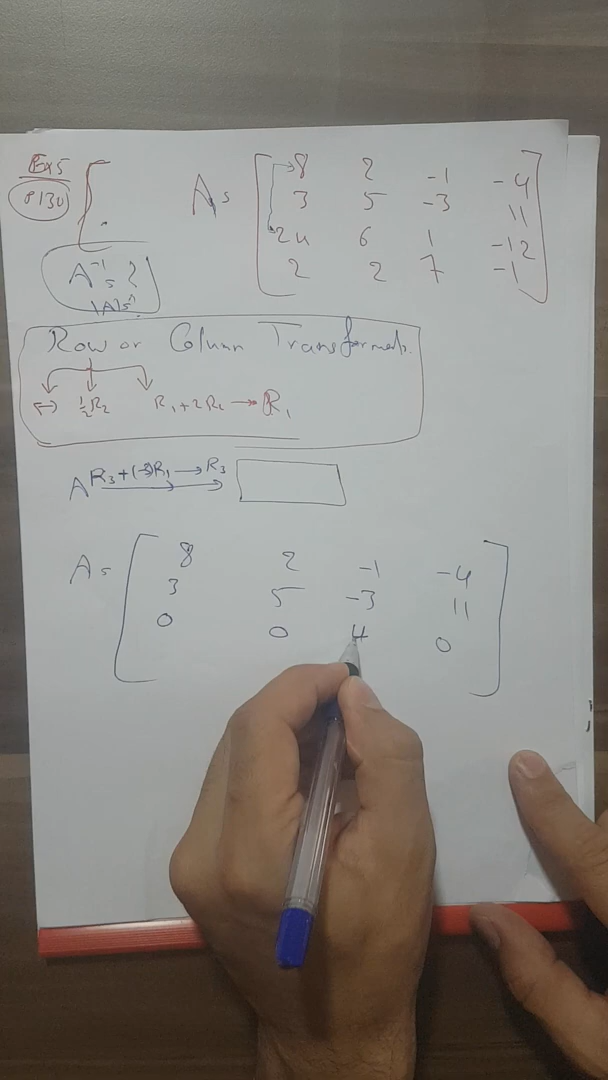 Ex5
P130
A = [ 8 2 -1 -4
3 5 -3 11
24 6 1 -12
2 2 7 -1 ]
A⁻¹ = ?
|A| = ?
Row or Column Transforments.
↔ ½R₂ R₁+2R₂ → R₁
A R₃+(-3)R₁ → R₃
A = [ 8 2 -1 -4
3 5 -3 11
0 0 4 0 ]